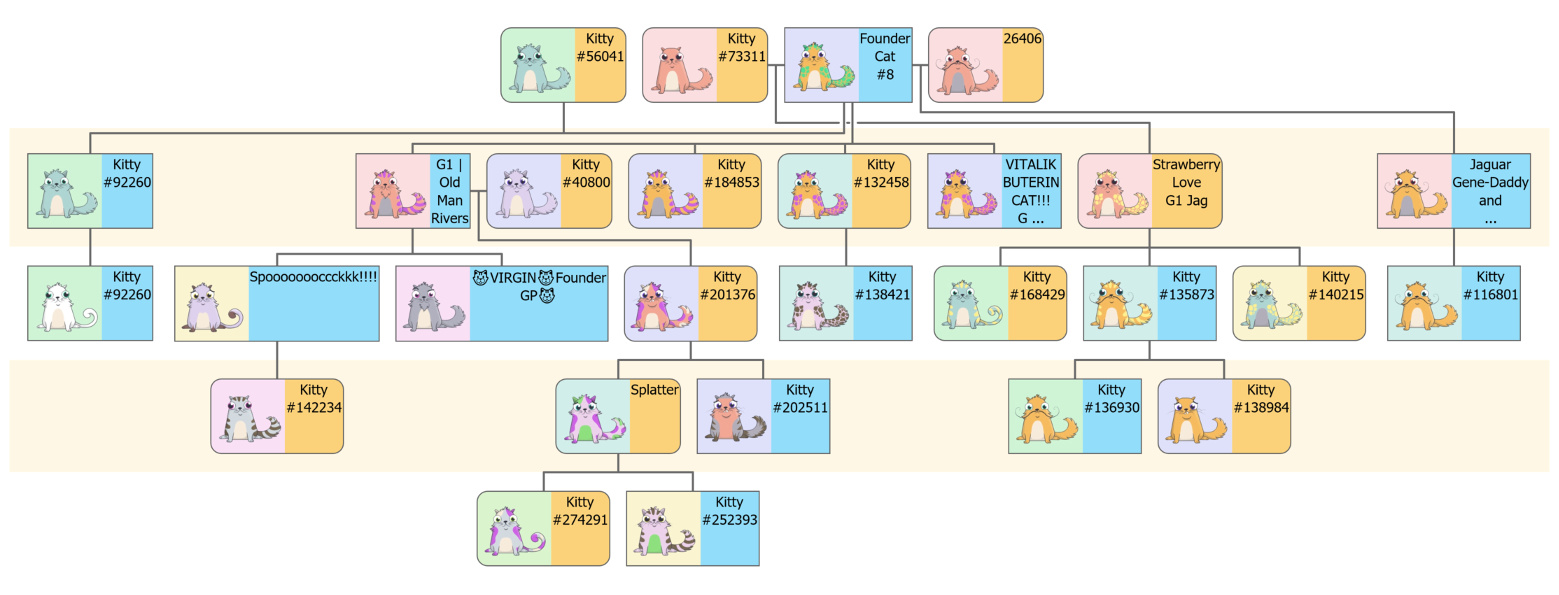 Kitty
#56041
Kitty
#73311
Founder
Cat
#8
26406
Kitty
#92260
G1 |
Old
Man
Rivers
Kitty
#40800
Kitty
#184853
Kitty
#132458
VITALIK
BUTERIN
CAT!!!
G ...
Strawberry
Love
G1 Jag
Jaguar
Gene-Daddy
and
...
Kitty
#92260
Spoooooooccckkk!!!!
🐱VIRGIN🐱Founder
GP🐱
Kitty
#201376
Kitty
#138421
Kitty
#168429
Kitty
#135873
Kitty
#140215
Kitty
#116801
Kitty
#142234
Splatter
Kitty
#202511
Kitty
#136930
Kitty
#138984
Kitty
#274291
Kitty
#252393